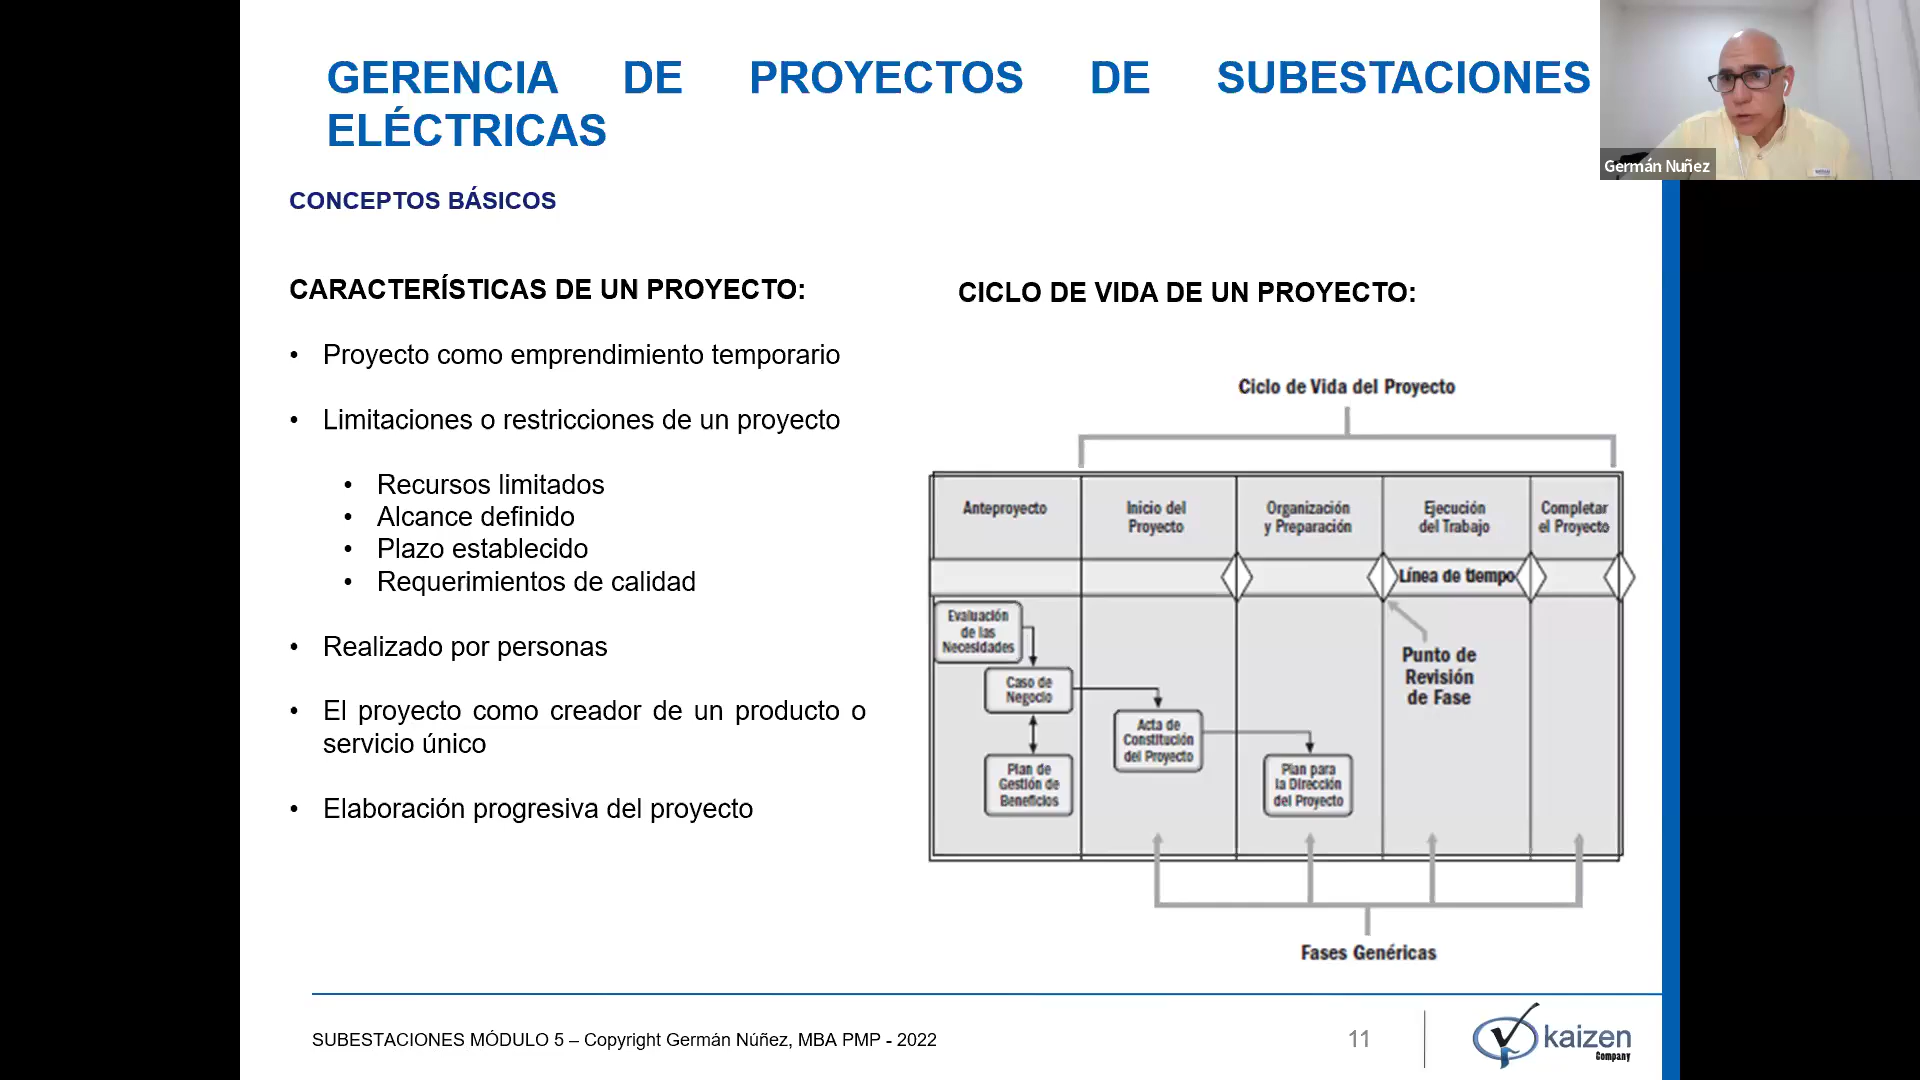 GERENCIA DE PROYECTOS DE SUBESTACIONES
ELÉCTRICAS
Germán Nuñez
CONCEPTOS BÁSICOS
CARACTERÍSTICAS DE UN PROYECTO:
• Proyecto como emprendimiento temporario
• Limitaciones o restricciones de un proyecto
• Recursos limitados
• Alcance definido
• Plazo establecido
• Requerimientos de calidad
• Realizado por personas
• El proyecto como creador de un producto o
servicio único
• Elaboración progresiva del proyecto
CICLO DE VIDA DE UN PROYECTO:
Ciclo de Vida del Proyecto
Anteproyecto
Inicio del
Proyecto
Organización
y Preparación
Ejecución
del Trabajo
Completar
el Proyecto
Línea de tiempo
Evaluación
de las
Necesidades
Caso de
Negocio
Plan de
Gestión de
Beneficios
Acta de
Constitución
del Proyecto
Plan para
la Dirección
del Proyecto
Punto de
Revisión
de Fase
Fases Genéricas
SUBESTACIONES MÓDULO 5 – Copyright Germán Núñez, MBA PMP - 2022
11
kaizen
Company